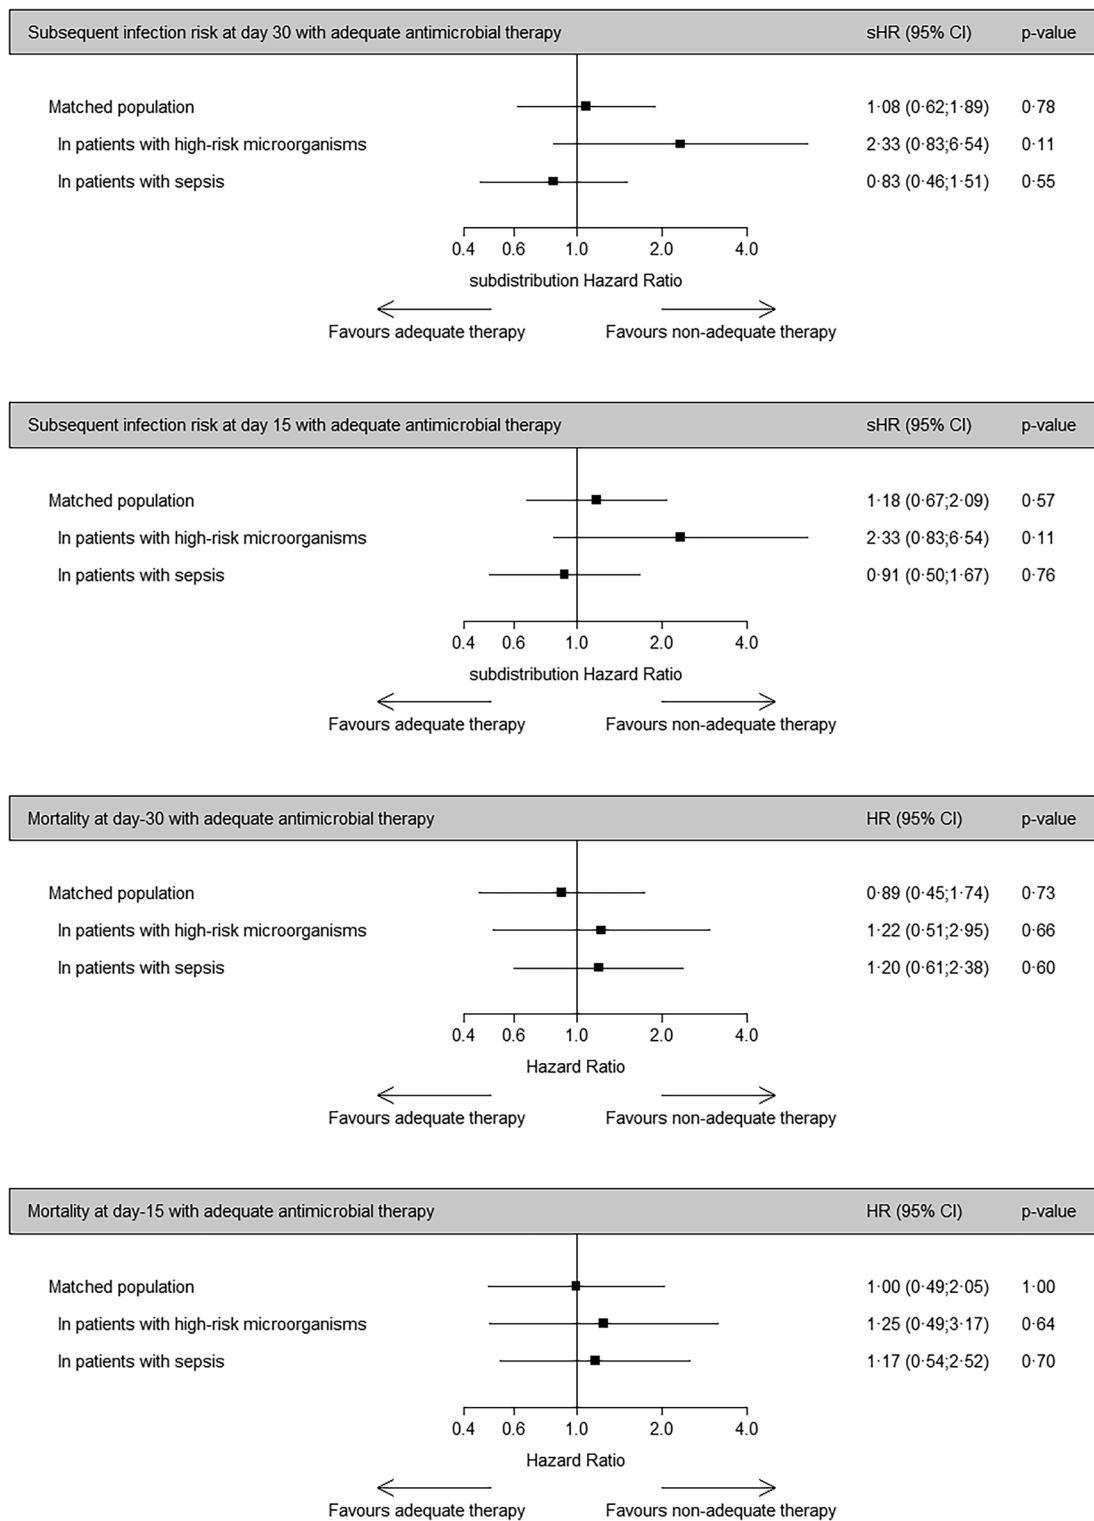 Subsequent infection risk at day 30 with adequate antimicrobial therapy sHR (95% CI) p-value
Matched population 1·08 (0·62;1·89) 0·78
In patients with high-risk microorganisms 2·33 (0·83;6·54) 0·11
In patients with sepsis 0·83 (0·46;1·51) 0·55
0.4 0.6 1.0 2.0 4.0
subdistribution Hazard Ratio
Favours adequate therapy Favours non-adequate therapy
Subsequent infection risk at day 15 with adequate antimicrobial therapy sHR (95% CI) p-value
Matched population 1·18 (0·67;2·09) 0·57
In patients with high-risk microorganisms 2·33 (0·83;6·54) 0·11
In patients with sepsis 0·91 (0·50;1·67) 0·76
0.4 0.6 1.0 2.0 4.0
subdistribution Hazard Ratio
Favours adequate therapy Favours non-adequate therapy
Mortality at day-30 with adequate antimicrobial therapy HR (95% CI) p-value
Matched population 0·89 (0·45;1·74) 0·73
In patients with high-risk microorganisms 1·22 (0·51;2·95) 0·66
In patients with sepsis 1·20 (0·61;2·38) 0·60
0.4 0.6 1.0 2.0 4.0
Hazard Ratio
Favours adequate therapy Favours non-adequate therapy
Mortality at day-15 with adequate antimicrobial therapy HR (95% CI) p-value
Matched population 1·00 (0·49;2·05) 1·00
In patients with high-risk microorganisms 1·25 (0·49;3·17) 0·64
In patients with sepsis 1·17 (0·54;2·52) 0·70
0.4 0.6 1.0 2.0 4.0
Hazard Ratio
Favours adequate therapy Favours non-adequate therapy